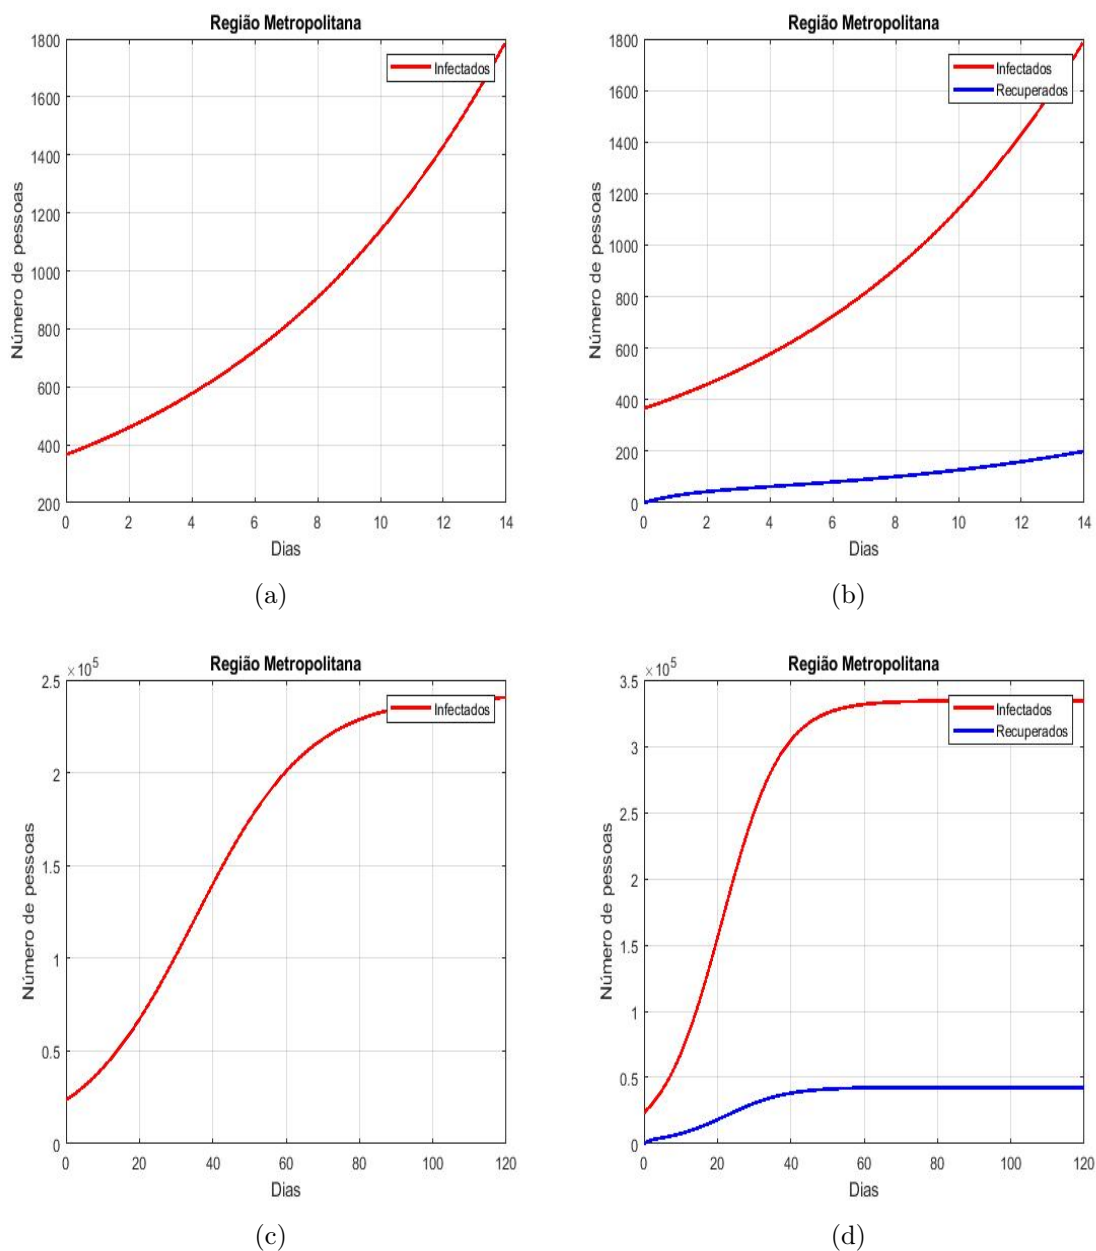 Região Metropolitana
1800
1600
1400
1200
1000
800
600
400
200
Número de pessoas
Infectados
0 2 4 6 8 10 12 14
Dias
(a)
Região Metropolitana
1800
1600
1400
1200
1000
800
600
400
200
0
Número de pessoas
Infectados
Recuperados
0 2 4 6 8 10 12 14
Dias
(b)
Região Metropolitana
×10⁵
2.5
2
1.5
1
0.5
0
Número de pessoas
Infectados
0 20 40 60 80 100 120
Dias
(c)
Região Metropolitana
×10⁵
3.5
3
2.5
2
1.5
1
0.5
0
Número de pessoas
Infectados
Recuperados
0 20 40 60 80 100 120
Dias
(d)